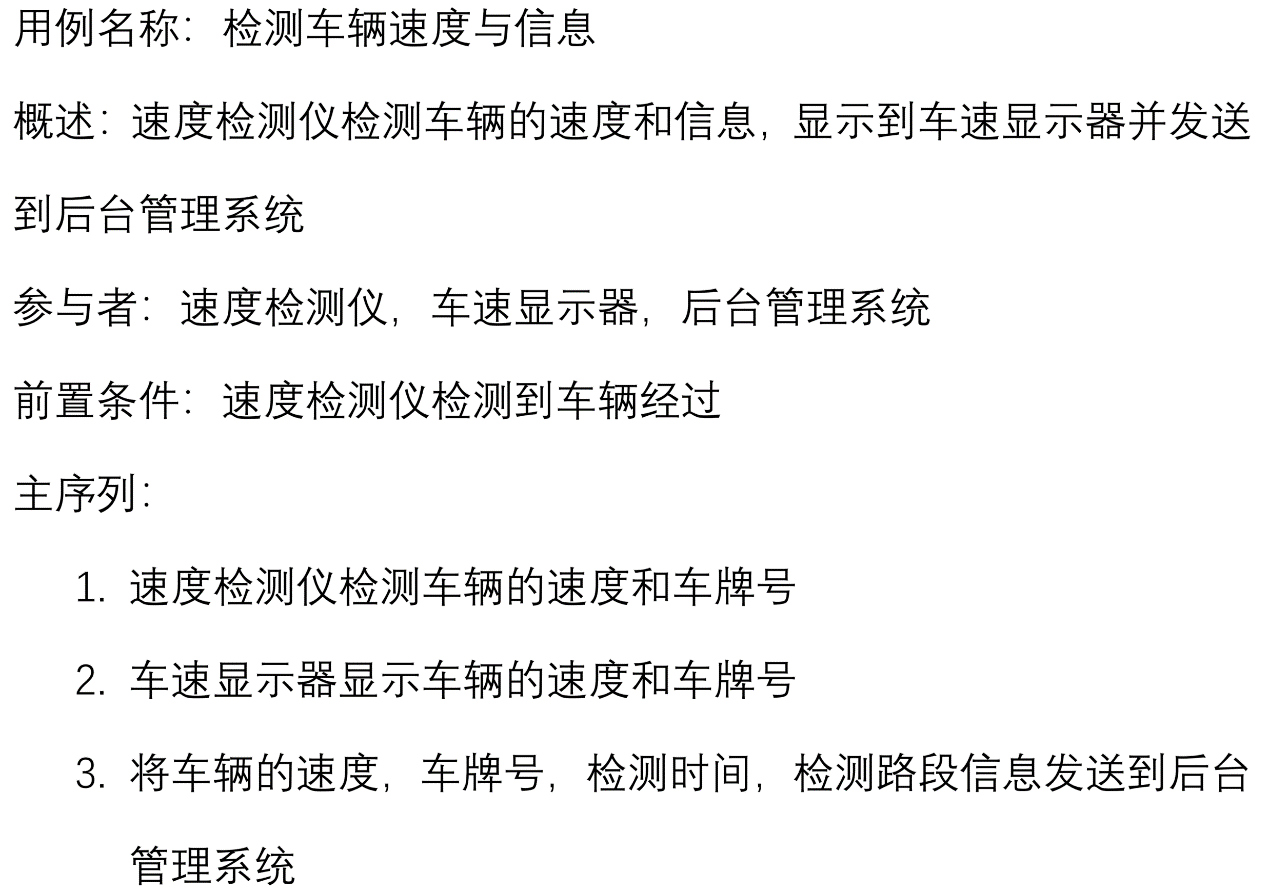 用例名称：检测车辆速度与信息
概述：速度检测仪检测车辆的速度和信息，显示到车速显示器并发送
到后台管理系统
参与者：速度检测仪，车速显示器，后台管理系统
前置条件：速度检测仪检测到车辆经过
主序列：
1. 速度检测仪检测车辆的速度和车牌号
2. 车速显示器显示车辆的速度和车牌号
3. 将车辆的速度，车牌号，检测时间，检测路段信息发送到后台
管理系统